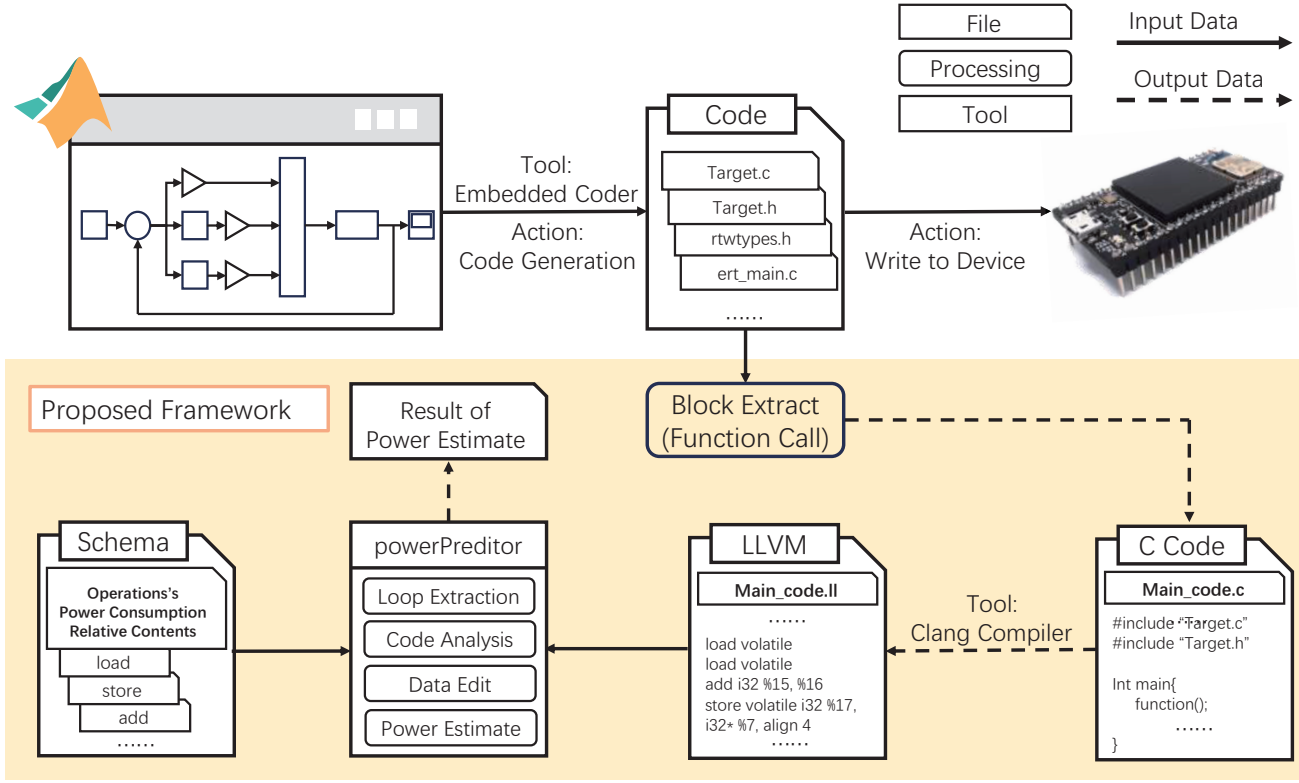 File
Input Data
Processing
Output Data
Tool
Code
Target.c
Target.h
rtwtypes.h
ert_main.c
......
Tool:
Embedded Coder
Action:
Code Generation
Action:
Write to Device
Proposed Framework
Result of
Power Estimate
Block Extract
(Function Call)
Schema
Operations's
Power Consumption
Relative Contents
load
store
add
......
powerPreditor
Loop Extraction
Code Analysis
Data Edit
Power Estimate
LLVM
Main_code.ll
......
load volatile
load volatile
add i32 %15, %16
store volatile i32 %17,
i32* %7, align 4
......
Tool:
Clang Compiler
C Code
Main_code.c
......
#include “Target.c”
#include “Target.h”
Int main{
function();
......
}